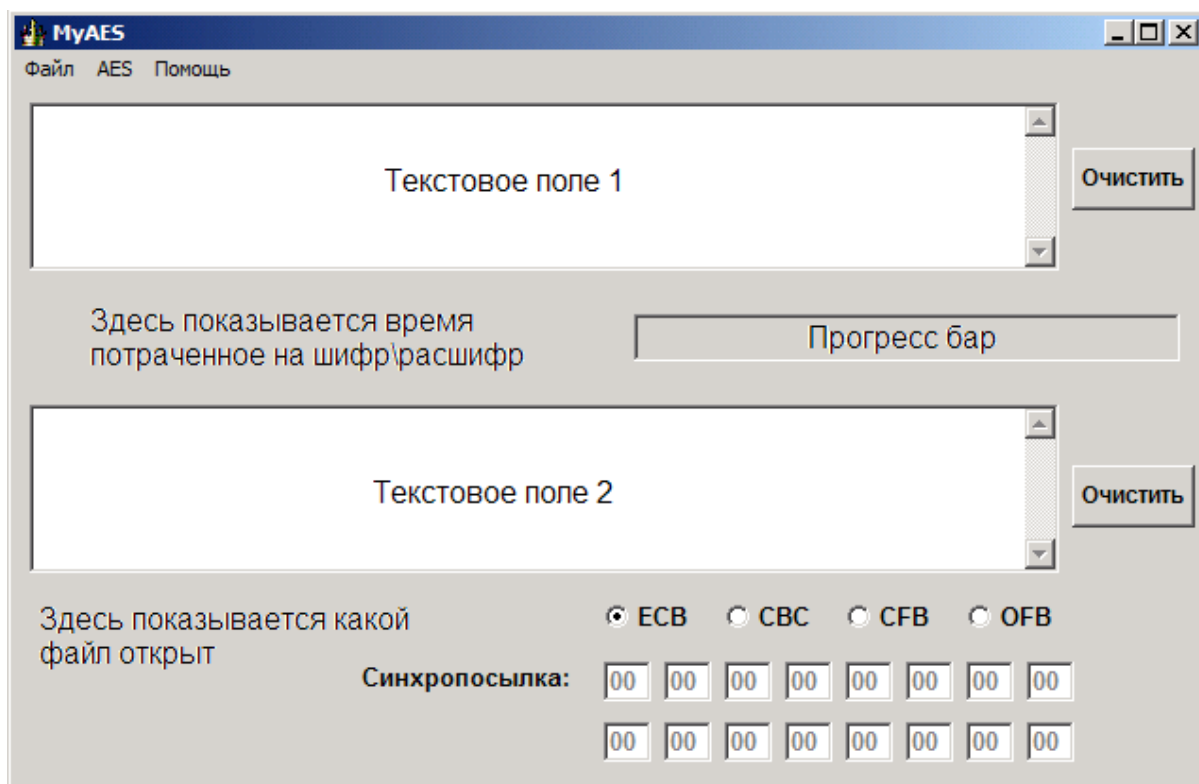 MyAES
Файл AES Помощь
Текстовое поле 1
Очистить
Здесь показывается время
потраченное на шифр\расшифр
Прогресс бар
Текстовое поле 2
Очистить
Здесь показывается какой
файл открыт
ECB CBC CFB OFB
Синхропосылка:
00 00 00 00 00 00 00 00
00 00 00 00 00 00 00 00